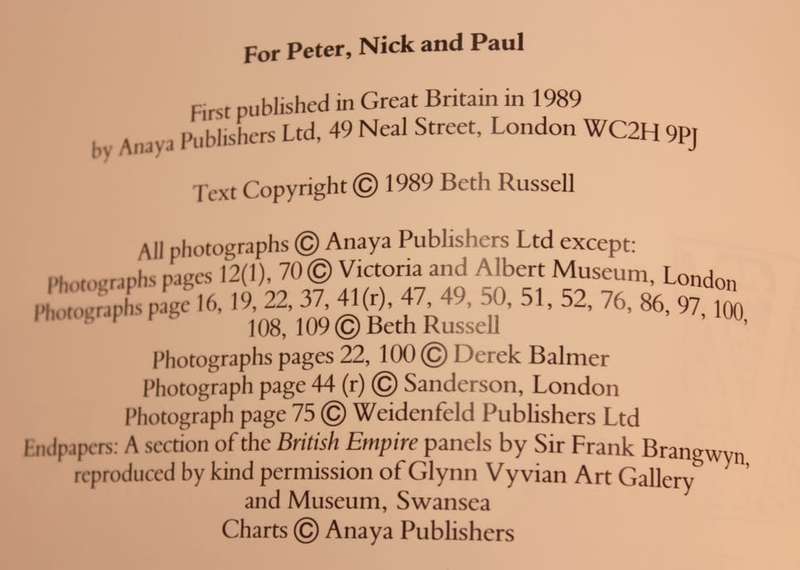 For Peter, Nick and Paul
First published in Great Britain in 1989
by Anaya Publishers Ltd, 49 Neal Street, London WC2H 9PJ
Text Copyright © 1989 Beth Russell
All photographs © Anaya Publishers Ltd except:
Photographs pages 12(1), 70 © Victoria and Albert Museum, London
Photographs page 16, 19, 22, 37, 41(r), 47, 49, 50, 51, 52, 76, 86, 97, 100,
108, 109 © Beth Russell
Photographs pages 22, 100 © Derek Balmer
Photograph page 44 (r) © Sanderson, London
Photograph page 75 © Weidenfeld Publishers Ltd
Endpapers: A section of the British Empire panels by Sir Frank Brangwyn,
reproduced by kind permission of Glynn Vyvian Art Gallery
and Museum, Swansea
Charts © Anaya Publishers